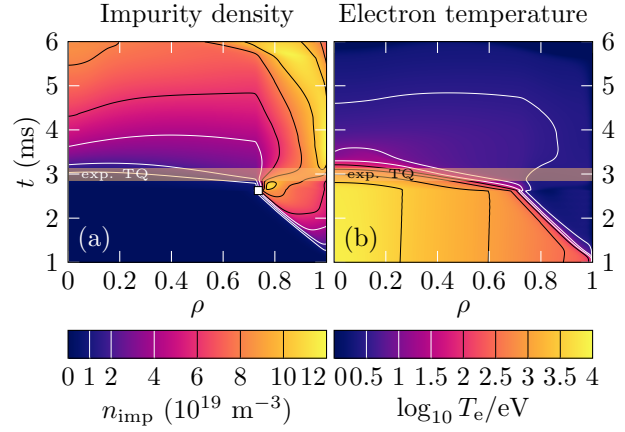 Impurity density Electron temperature
6 6
5 5
4 4
t (ms)
3 exp. TQ exp. TQ 3
2 (a) (b) 2
1 1
0 0.2 0.4 0.6 0.8 1 0 0.2 0.4 0.6 0.8 1
ρ ρ
0 1 2 4 6 8 10 12 0 0.5 1 1.5 2 2.5 3 3.5 4
n_imp (10^19 m^−3) log_10 T_e/eV